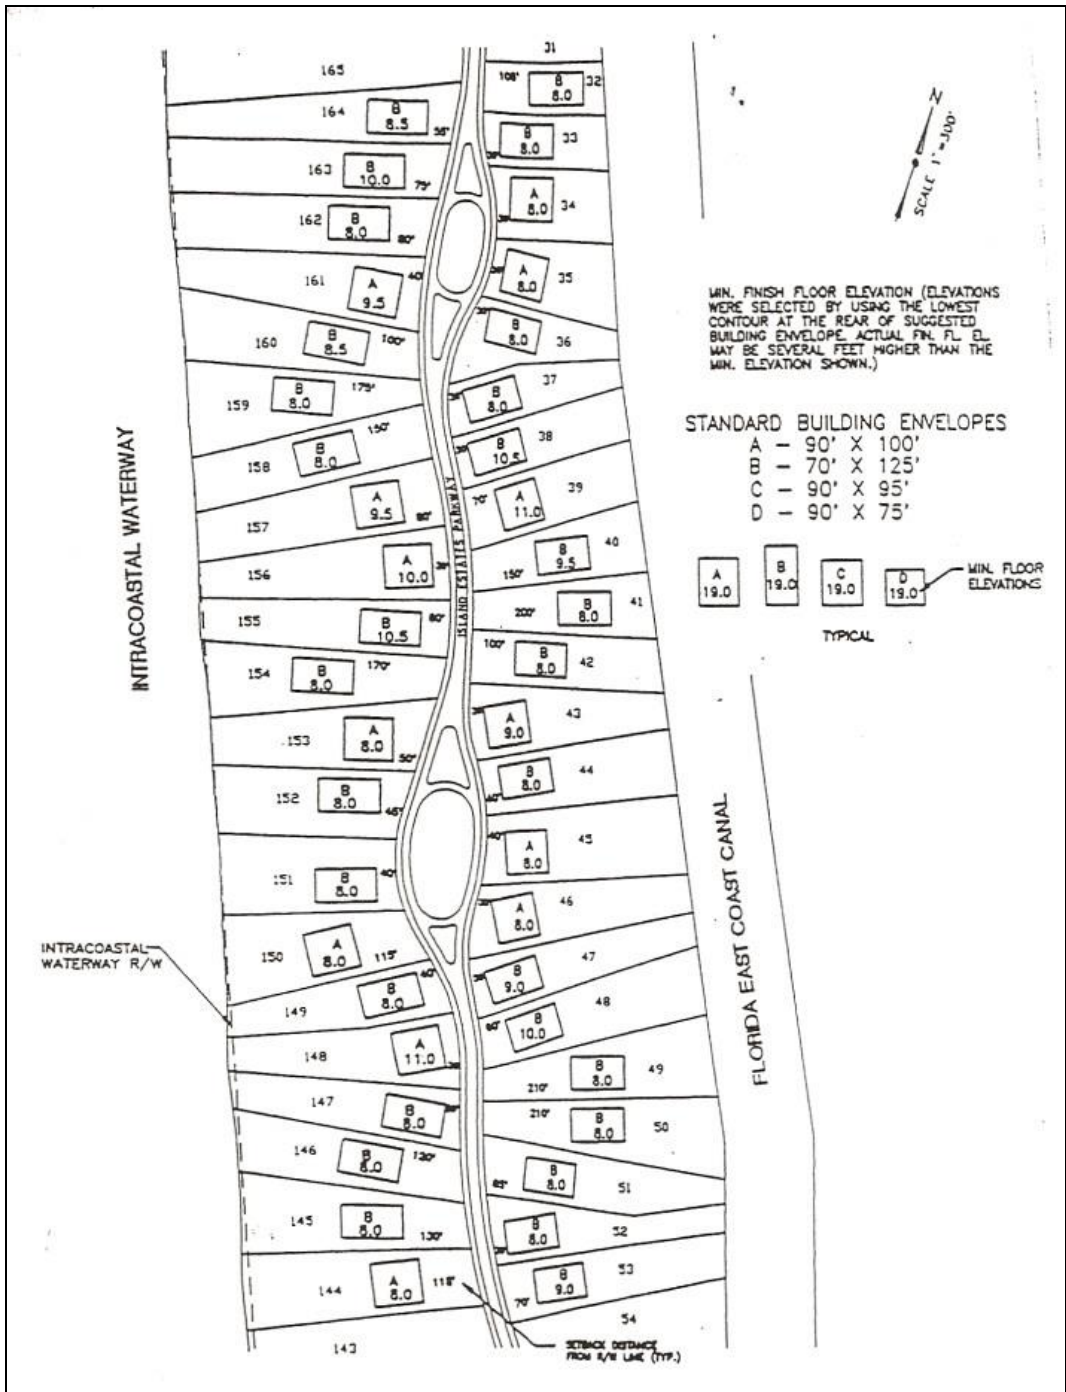 31
108'
B
8.0
32
165
164
B
8.5
B
8.0
33
163
B
10.0
75'
A
8.0
34
162
B
8.0
80'
161
A
9.5
40'
A
8.0
35
160
B
8.5
100'
B
8.0
36
159
B
8.0
175'
B
8.0
37
158
B
8.0
150'
B
10.5
38
157
A
9.5
80'
70'
A
11.0
39
156
A
10.0
150'
B
9.5
40
155
B
10.5
80'
200'
B
8.0
41
154
B
8.0
170'
100'
B
8.0
42
153
A
8.0
50'
A
9.0
43
152
B
8.0
45'
40'
B
8.0
44
151
B
8.0
40'
40'
A
8.0
45
150
A
8.0
115'
A
8.0
46
149
B
8.0
60'
B
9.0
47
148
A
11.0
B
10.0
48
147
B
8.0
210'
B
8.0
49
146
B
8.0
120'
210'
B
8.0
50
145
B
8.0
130'
85'
B
8.0
51
144
A
8.0
118'
B
8.0
52
143
70'
B
9.0
53
54
ISLAND ESTATES PARKWAY
INTRACOASTAL WATERWAY
INTRACOASTAL
WATERWAY R/W
FLORIDA EAST COAST CANAL
SETBACK DISTANCE
FROM R/W LINE (TYP.)
N
SCALE 1"=300'
MIN. FINISH FLOOR ELEVATION (ELEVATIONS
WERE SELECTED BY USING THE LOWEST
CONTOUR AT THE REAR OF SUGGESTED
BUILDING ENVELOPE. ACTUAL FIN. FL. EL.
MAY BE SEVERAL FEET HIGHER THAN THE
MIN. ELEVATION SHOWN.)
STANDARD BUILDING ENVELOPES
A - 90' X 100'
B - 70' X 125'
C - 90' X 95'
D - 90' X 75'
A
19.0
B
19.0
C
19.0
D
19.0
MIN. FLOOR
ELEVATIONS
TYPICAL